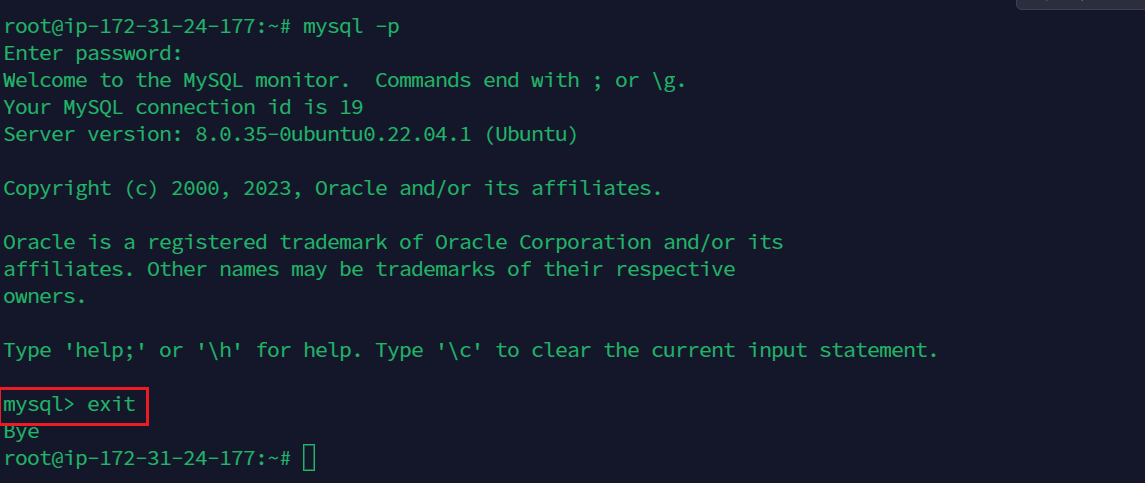 root@ip-172-31-24-177:~# mysql -p
Enter password:
Welcome to the MySQL monitor.  Commands end with ; or \g.
Your MySQL connection id is 19
Server version: 8.0.35-0ubuntu0.22.04.1 (Ubuntu)
Copyright (c) 2000, 2023, Oracle and/or its affiliates.
Oracle is a registered trademark of Oracle Corporation and/or its
affiliates. Other names may be trademarks of their respective
owners.
Type 'help;' or '\h' for help. Type '\c' to clear the current input statement.
mysql> exit
Bye
root@ip-172-31-24-177:~#